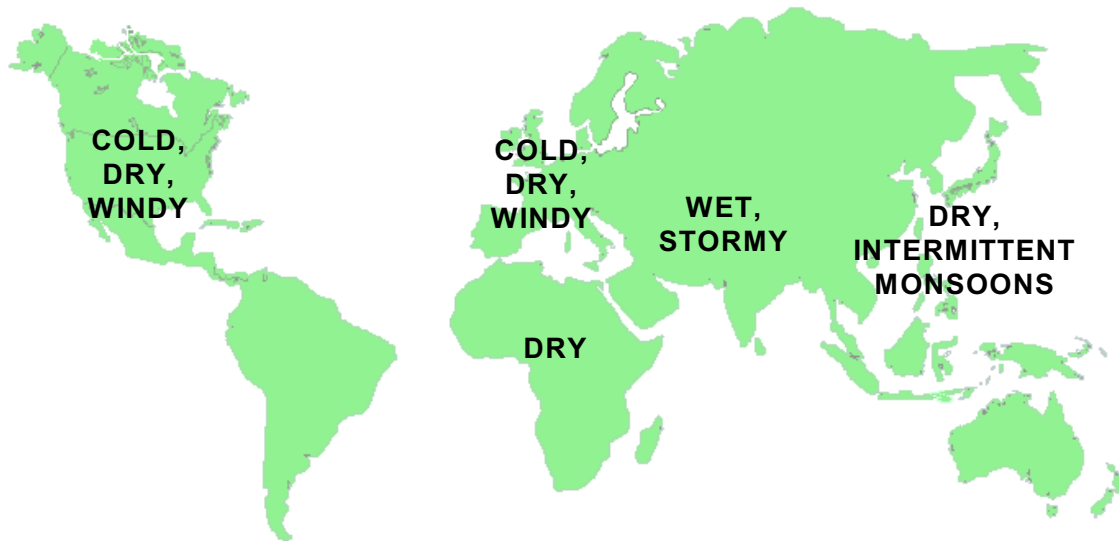 COLD,
DRY,
WINDY
COLD,
DRY,
WINDY
WET,
STORMY
DRY,
INTERMITTENT
MONSOONS
DRY